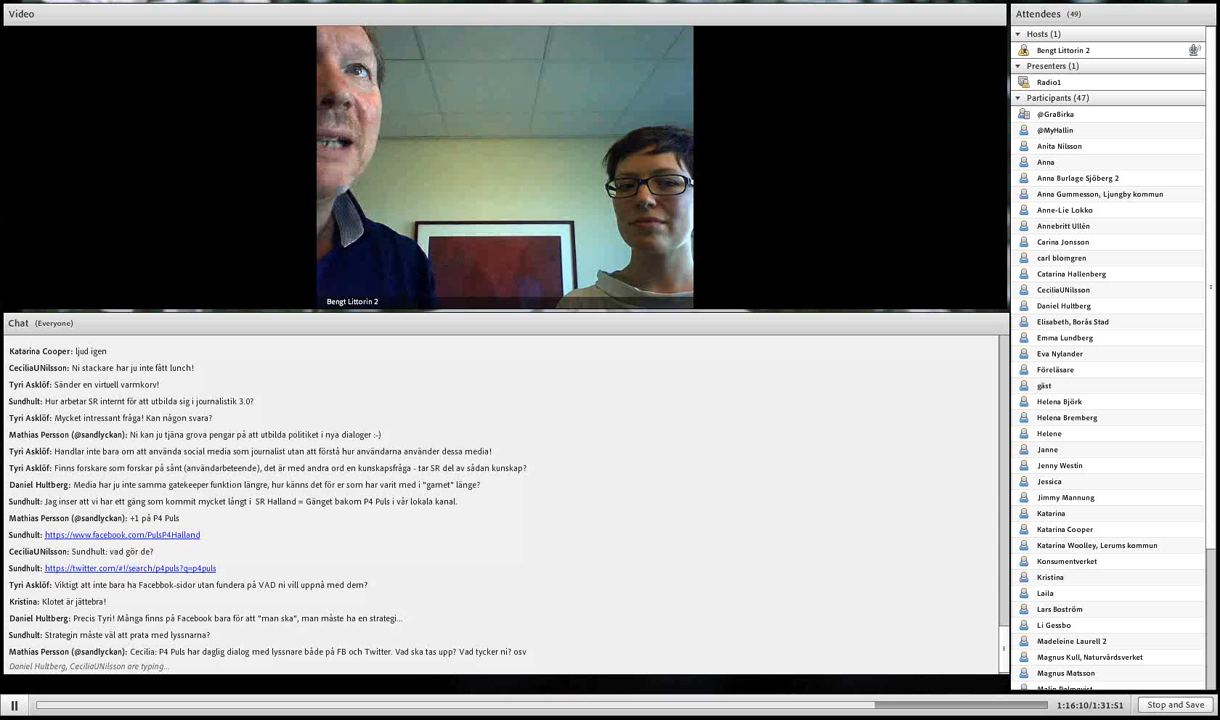 Video
Bengt Littorin 2
Chat (Everyone)
Katarina Cooper: ljud igen
CeciliaUNilsson: Ni stackare har ju inte fått lunch!
Tyri Asklöf: Sänder en virtuell varmkorv!
Sundhult: Hur arbetar SR internt för att utbilda sig i journalistik 3.0?
Tyri Asklöf: Mycket intressant fråga! Kan någon svara?
Mathias Persson (@sandlyckan): Ni kan ju tjäna grova pengar på att utbilda politiket i nya dialoger :-)
Tyri Asklöf: Handlar inte bara om att använda social media som journalist utan att förstå hur användarna använder dessa media!
Tyri Asklöf: Finns forskare som forskar på sånt (användarbeteende), det är med andra ord en kunskapsfråga - tar SR del av sådan kunskap?
Daniel Hultberg: Media har ju inte samma gatekeeper funktion längre, hur känns det för er som har varit med i "gamet" länge?
Sundhult: Jag inser att vi har ett gäng som kommit mycket långt i SR Halland = Gänget bakom P4 Puls i vår lokala kanal.
Mathias Persson (@sandlyckan): +1 på P4 Puls
Sundhult: https://www.facebook.com/PulsP4Halland
CeciliaUNilsson: Sundhult: vad gör de?
Sundhult: https://twitter.com/#!/search/p4puls?q=p4puls
Tyri Asklöf: Viktigt att inte bara ha Facebbok-sidor utan fundera på VAD ni vill uppnå med dem?
Kristina: Klotet är jättebra!
Daniel Hultberg: Precis Tyri! Många finns på Facebook bara för att "man ska", man måste ha en strategi...
Sundhult: Strategin måste väl att prata med lyssnarna?
Mathias Persson (@sandlyckan): Cecilia: P4 Puls har daglig dialog med lyssnare både på FB och Twitter. Vad ska tas upp? Vad tycker ni? osv
Daniel Hultberg, CeciliaUNilsson are typing...
Attendees (49)
Hosts (1)
Bengt Littorin 2
Presenters (1)
Radio1
Participants (47)
@GraBirka
@MyHallin
Anita Nilsson
Anna
Anna Burlage Sjöberg 2
Anna Gummesson, Ljungby kommun
Anne-Lie Lokko
Annebritt Ullén
Carina Jonsson
carl blomgren
Catarina Hallenberg
CeciliaUNilsson
Daniel Hultberg
Elisabeth, Borås Stad
Emma Lundberg
Eva Nylander
Föreläsare
gäst
Helena Björk
Helena Bremberg
Helene
Janne
Jenny Westin
Jessica
Jimmy Mannung
Katarina
Katarina Cooper
Katarina Woolley, Lerums kommun
Konsumentverket
Kristina
Laila
Lars Boström
Li Gessbo
Madeleine Laurell 2
Magnus Kull, Naturvårdsverket
Magnus Matsson
Malin Palmqvist
1:16:10/1:31:51
Stop and Save